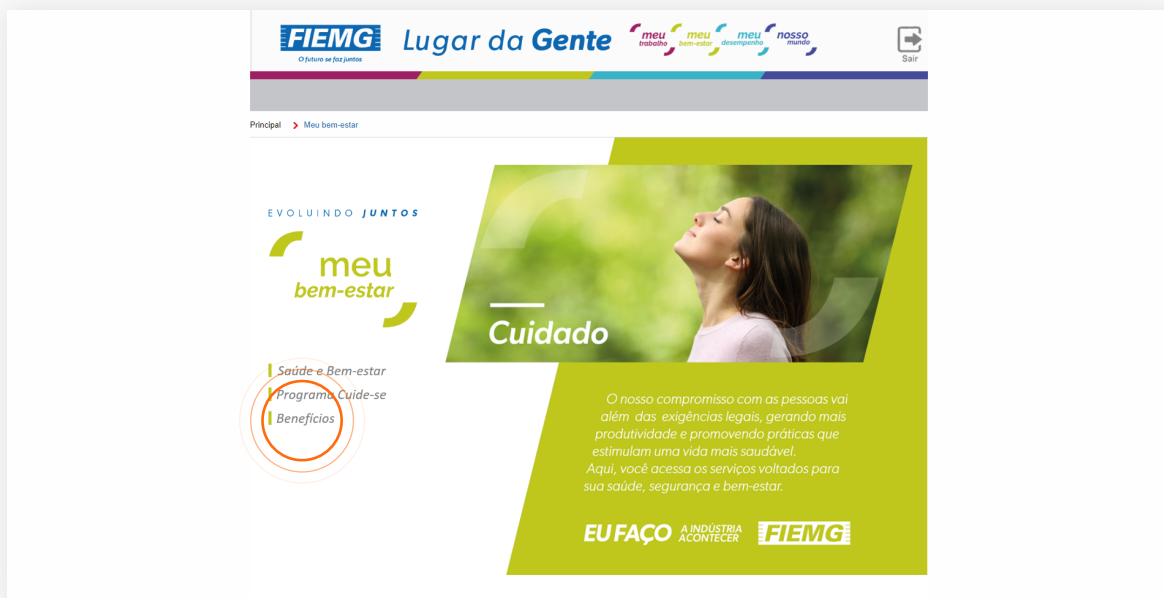 FIEMG
O futuro se faz juntos
Lugar da Gente
meu trabalho
meu bem-estar
meu desempenho
nosso mundo
Sair
Principal
Meu bem-estar
EVOLUINDO JUNTOS
meu
bem-estar
Cuidado
Saúde e Bem-estar
Programa Cuide-se
Benefícios
O nosso compromisso com as pessoas vai
além das exigências legais, gerando mais
produtividade e promovendo práticas que
estimulam uma vida mais saudável.
Aqui, você acessa os serviços voltados para
sua saúde, segurança e bem-estar.
EU FAÇO A INDÚSTRIA ACONTECER FIEMG